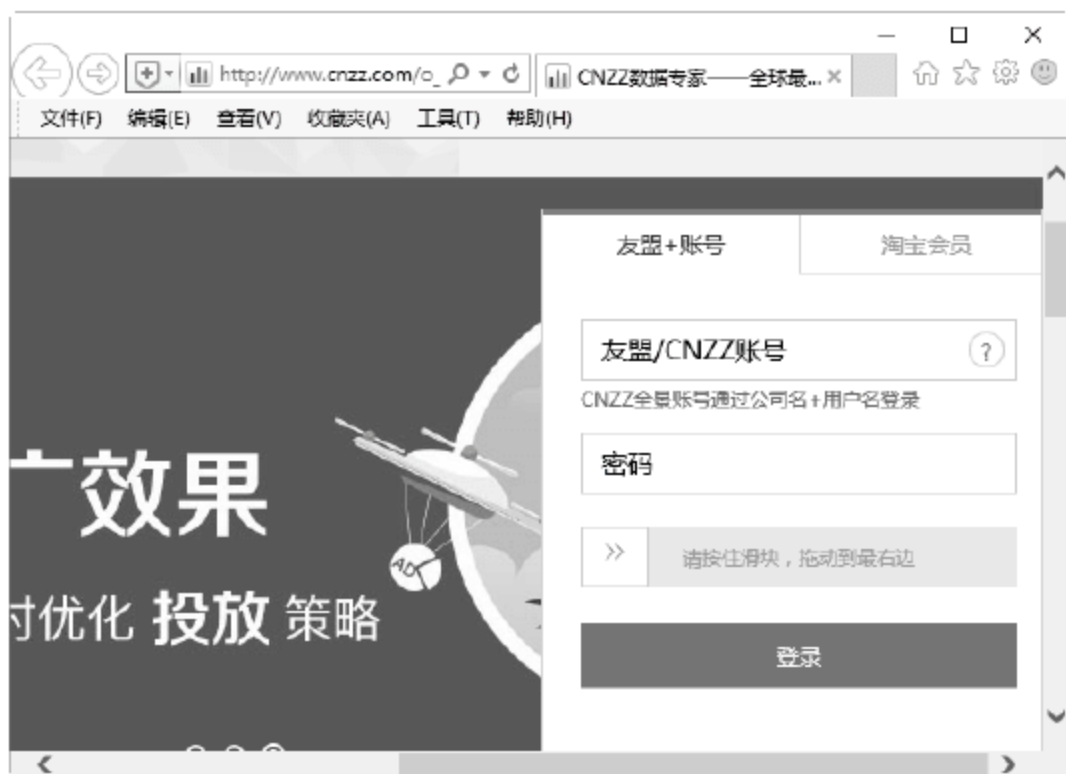 http://www.cnzz.com/o_
CNZZ数据专家——全球最...
文件(F) 编辑(E) 查看(V) 收藏夹(A) 工具(T) 帮助(H)
友盟+账号 淘宝会员
友盟/CNZZ账号 ?
CNZZ全景账号通过公司名+用户名登录
密码
请按住滑块，拖动到最右边
登录
效果
AD
时优化 投放 策略